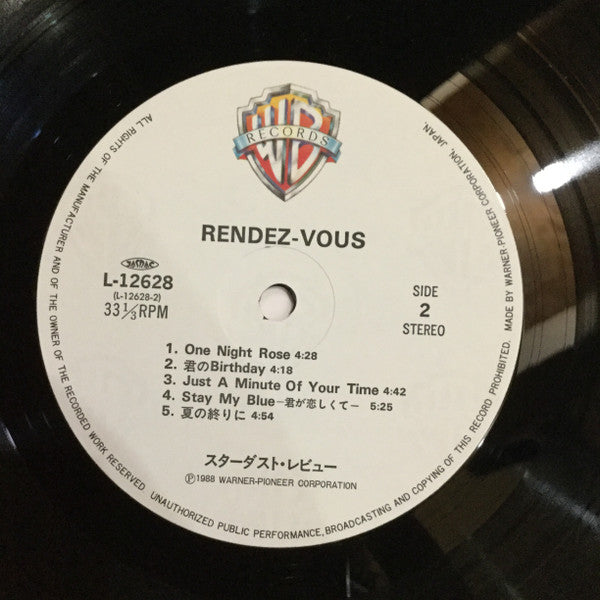 WB
RECORDS
RENDEZ-VOUS
JASRAC
L-12628
(L-12628-2)
33 1/3 RPM
SIDE
2
STEREO
1. One Night Rose 4:28
2. 君のBirthday 4:18
3. Just A Minute Of Your Time 4:42
4. Stay My Blue－君が恋しくて－ 5:25
5. 夏の終りに 4:54
スターダスト・レビュー
Ⓟ1988 WARNER-PIONEER CORPORATION
ALL RIGHTS OF THE MANUFACTURER AND OF THE OWNER OF THE RECORDED WORK RESERVED. UNAUTHORIZED PUBLIC PERFORMANCE, BROADCASTING AND COPYING OF THIS RECORD PROHIBITED. MADE BY WARNER-PIONEER CORPORATION, JAPAN.